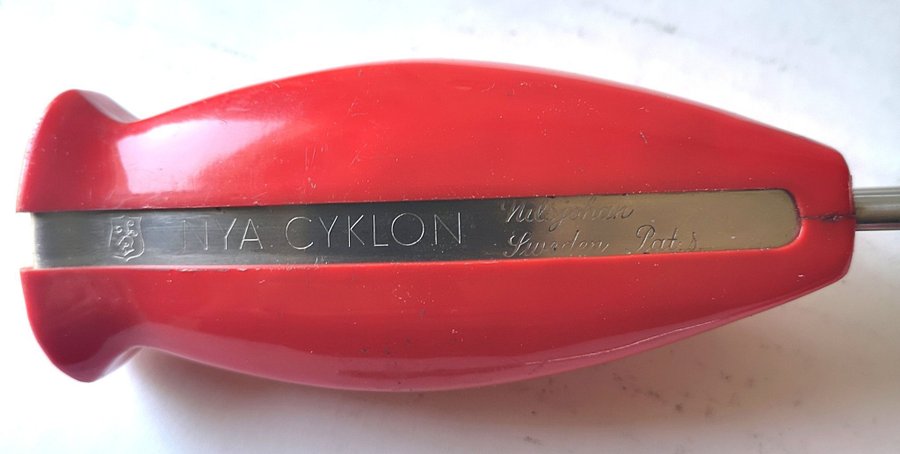 NYA CYKLON
Nilsjohan
Sweden Pat.s.